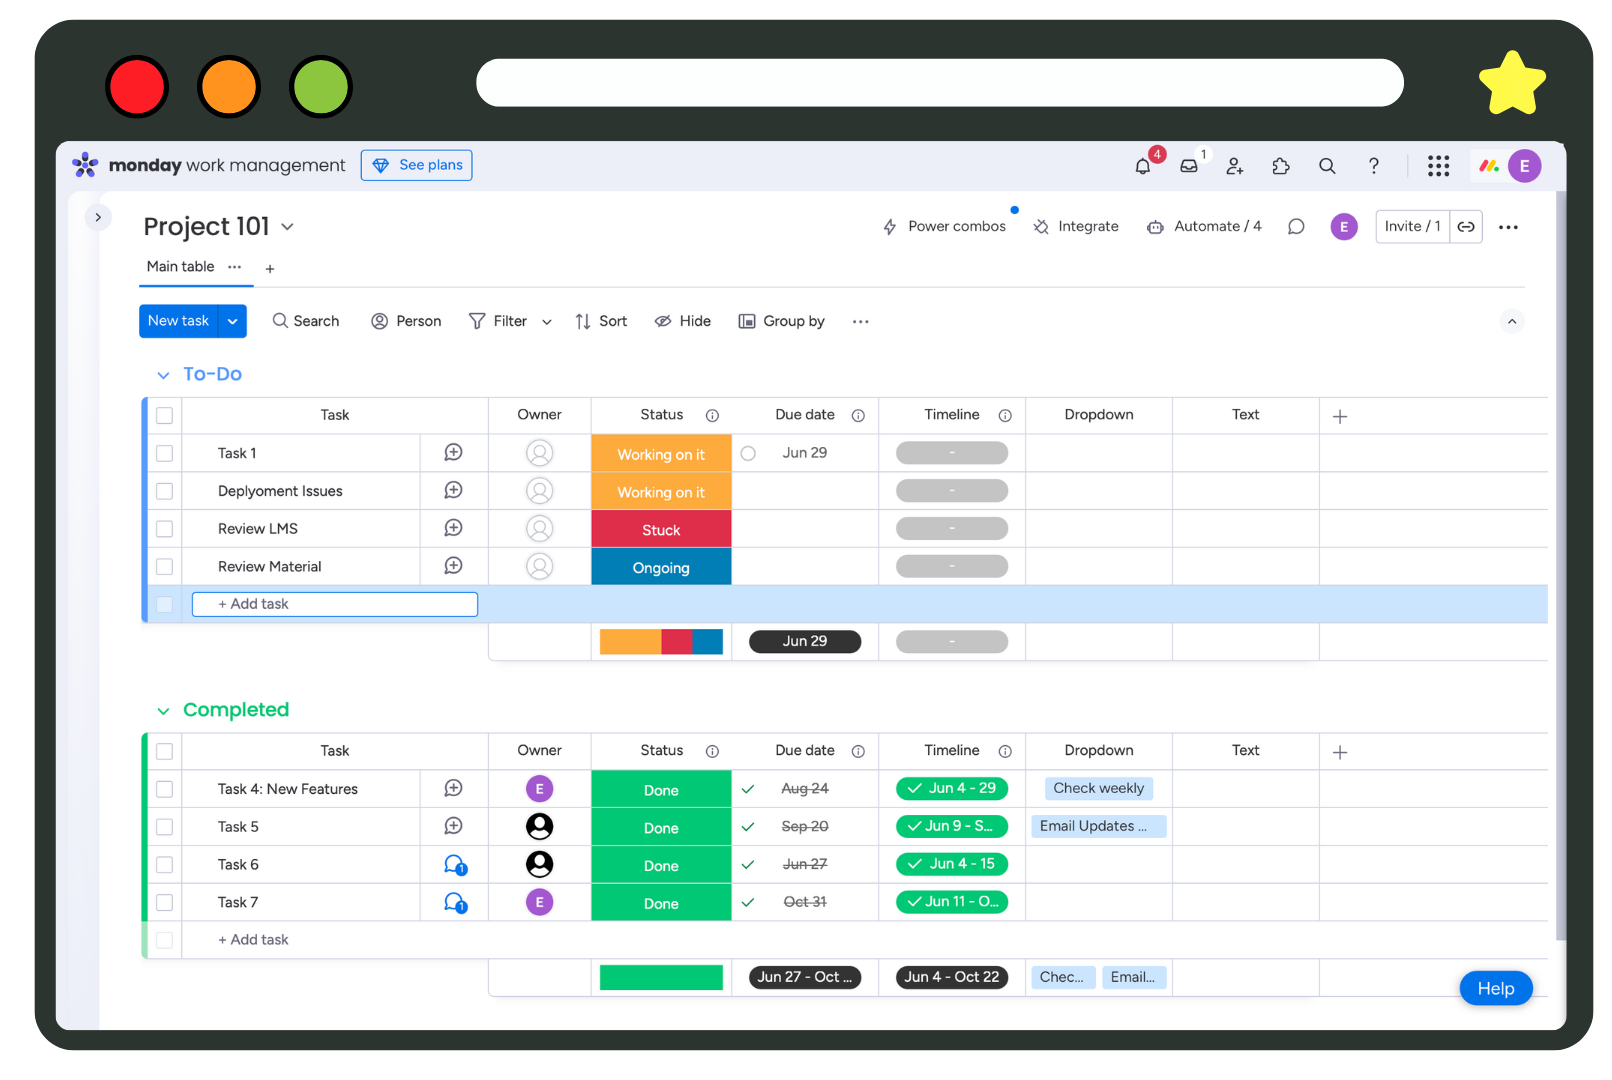 monday work management See plans 4 1 E
Project 101 Power combos Integrate Automate / 4 E Invite / 1
Main table
New task Search Person Filter Sort Hide Group by
To-Do
Task Owner Status Due date Timeline Dropdown Text
Task 1 Working on it Jun 29 -
Deplyoment Issues Working on it -
Review LMS Stuck -
Review Material Ongoing -
+ Add task
Jun 29 -
Completed
Task Owner Status Due date Timeline Dropdown Text
Task 4: New Features E Done Aug 24 Jun 4 - 29 Check weekly
Task 5 Done Sep 20 Jun 9 - S... Email Updates ...
Task 6 1 Done Jun 27 Jun 4 - 15
Task 7 1 E Done Oct 31 Jun 11 - O...
+ Add task
Jun 27 - Oct ... Jun 4 - Oct 22 Chec... Email...
Help